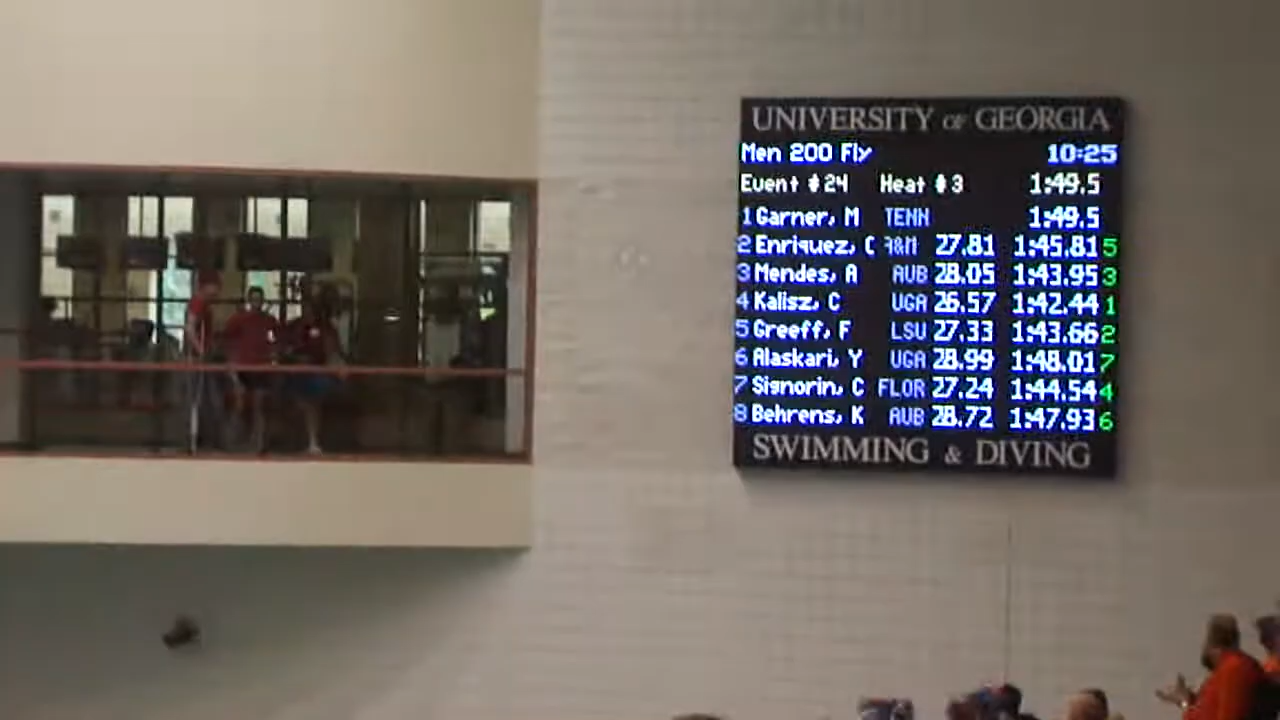 UNIVERSITY OF GEORGIA
Men 200 Fly 10:25
Event #24 Heat #3 1:49.5
1 Garner, M TENN 1:49.5
2 Enriquez, C A&M 27.81 1:45.81 5
3 Mendes, A AUB 28.05 1:43.95 3
4 Kalisz, C UGA 26.57 1:42.44 1
5 Greeff, F LSU 27.33 1:43.66 2
6 Alaskari, Y UGA 28.99 1:48.01 7
7 Signorin, C FLOR 27.24 1:44.54 4
8 Behrens, K AUB 28.72 1:47.93 6
SWIMMING & DIVING